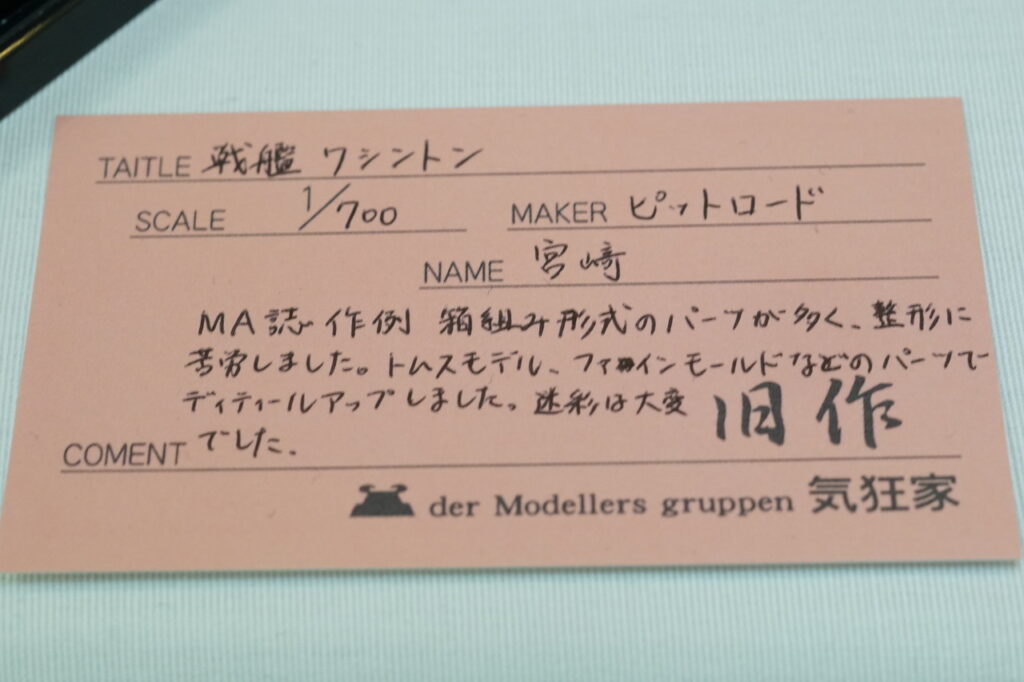 TAITLE 戦艦 ワシントン
SCALE 1/700 MAKER ピットロード
NAME 宮崎
MA誌作例 箱組み形式のパーツが多く、整形に
苦労しました。トムスモデル、ファインモールドなどのパーツで
ディティールアップしました。迷彩は大変 旧作
COMENT でした.
der Modellers gruppen 気狂家